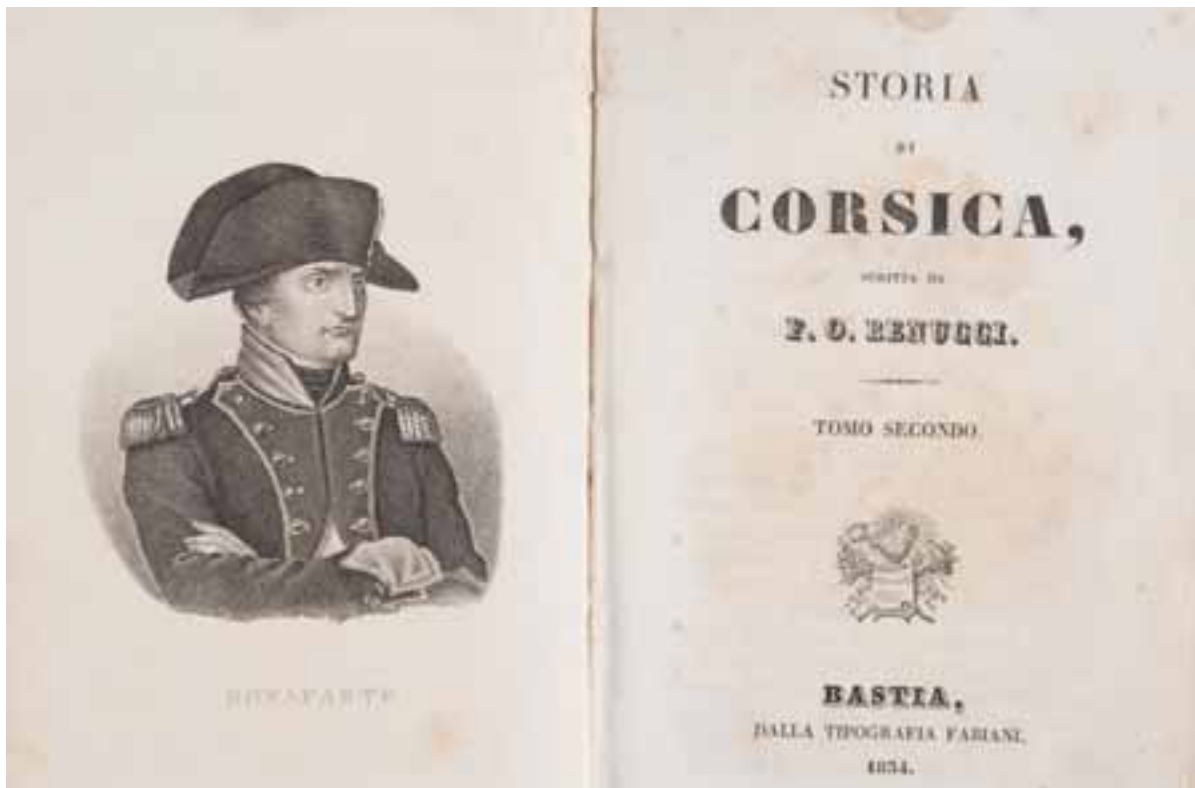 BONAPARTE
STORIA
DI
CORSICA,
SCRITTA DA
F. O. RENUCCI.
TOMO SECONDO.
BASTIA,
DALLA TIPOGRAFIA FABIANI.
1834.